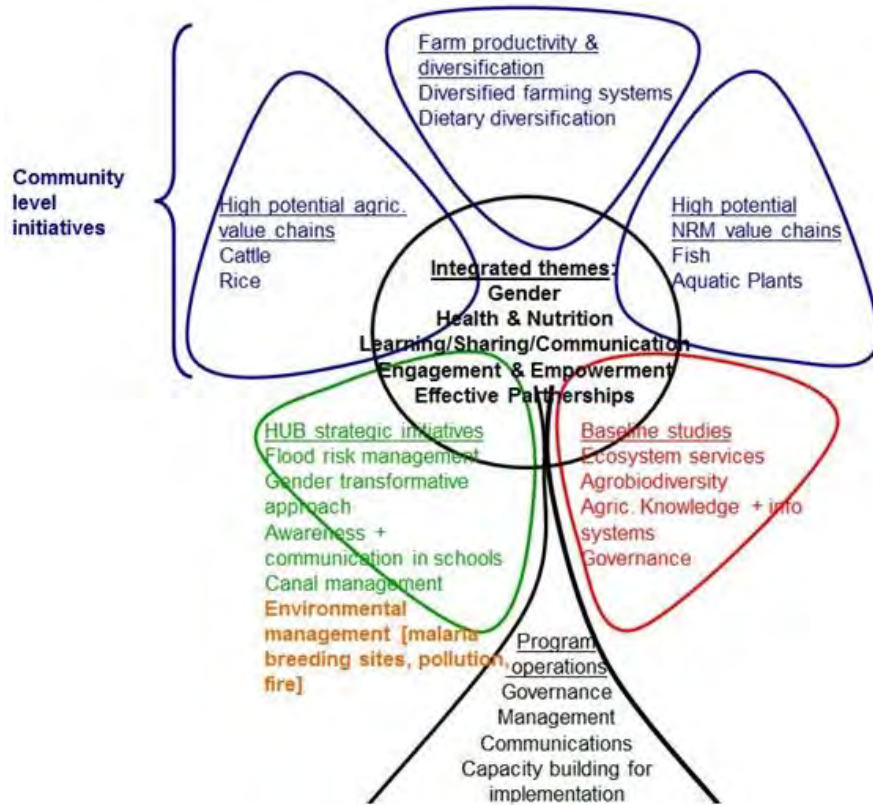 Farm productivity &
diversification
Diversified farming systems
Dietary diversification
Community
level
initiatives
High potential agric.
value chains
Cattle
Rice
High potential
NRM value chains
Fish
Aquatic Plants
Integrated themes:
Gender
Health & Nutrition
Learning/Sharing/Communication
Engagement & Empowerment
Effective Partnerships
HUB strategic initiatives
Flood risk management
Gender transformative
approach
Awareness +
communication in schools
Canal management
Environmental
management [malaria
breeding sites, pollution,
fire]
Baseline studies
Ecosystem services
Agrobiodiversity
Agric. Knowledge + info
systems
Governance
Program
operations
Governance
Management
Communications
Capacity building for
implementation